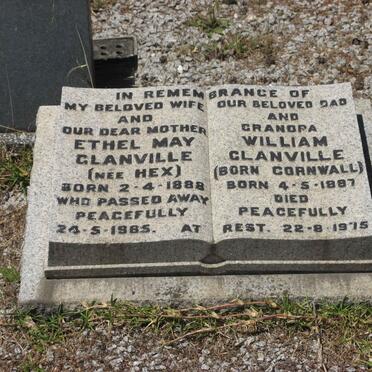 IN REMEMBRANCE OF
MY BELOVED WIFE
AND
OUR DEAR MOTHER
ETHEL MAY
GLANVILLE
(NEE HEX)
BORN 2-4-1888
WHO PASSED AWAY
PEACEFULLY
24-5-1965. AT
OUR BELOVED DAD
AND
GRANDPA
WILLIAM
GLANVILLE
(BORN CORNWALL)
BORN 4-5-1887
DIED
PEACEFULLY
REST. 22-8-1975